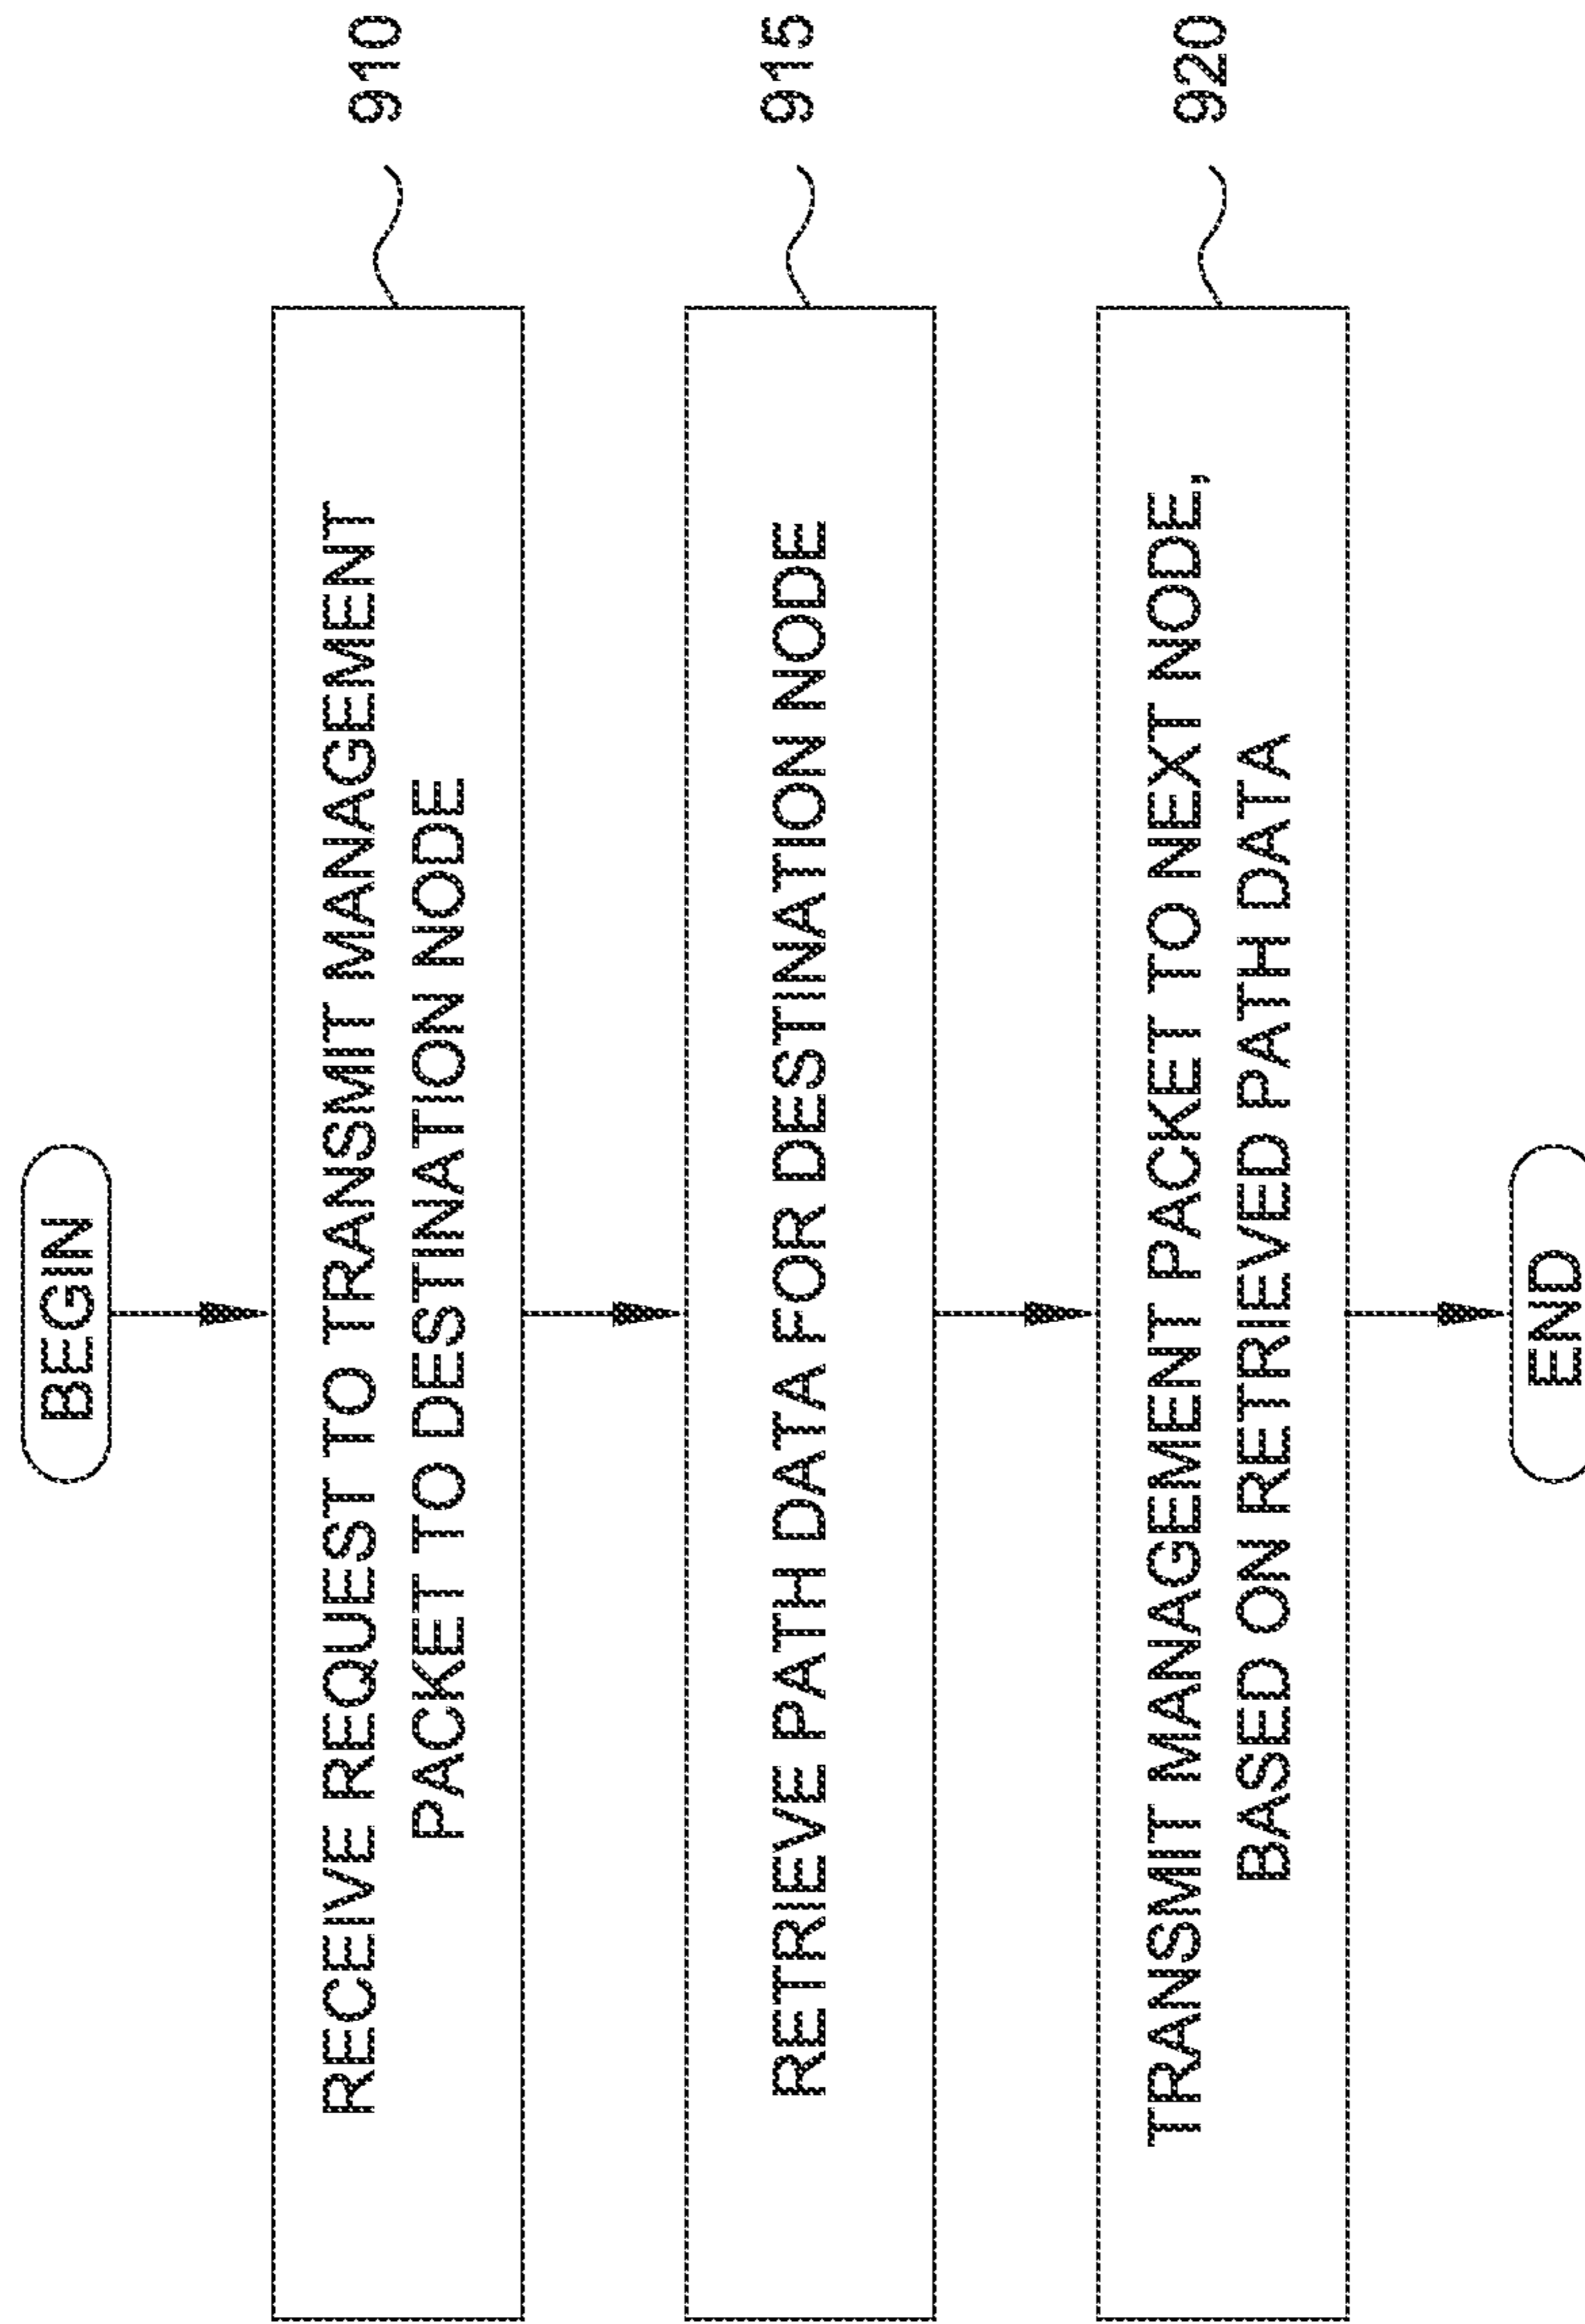 BEGIN
RECEIVE REQUEST TO TRANSMIT MANAGEMENT
PACKET TO DESTINATION NODE
910
RETRIEVE PATH DATA FOR DESTINATION NODE
915
TRANSMIT MANAGEMENT PACKET TO NEXT NODE,
BASED ON RETRIEVED PATH DATA
920
END